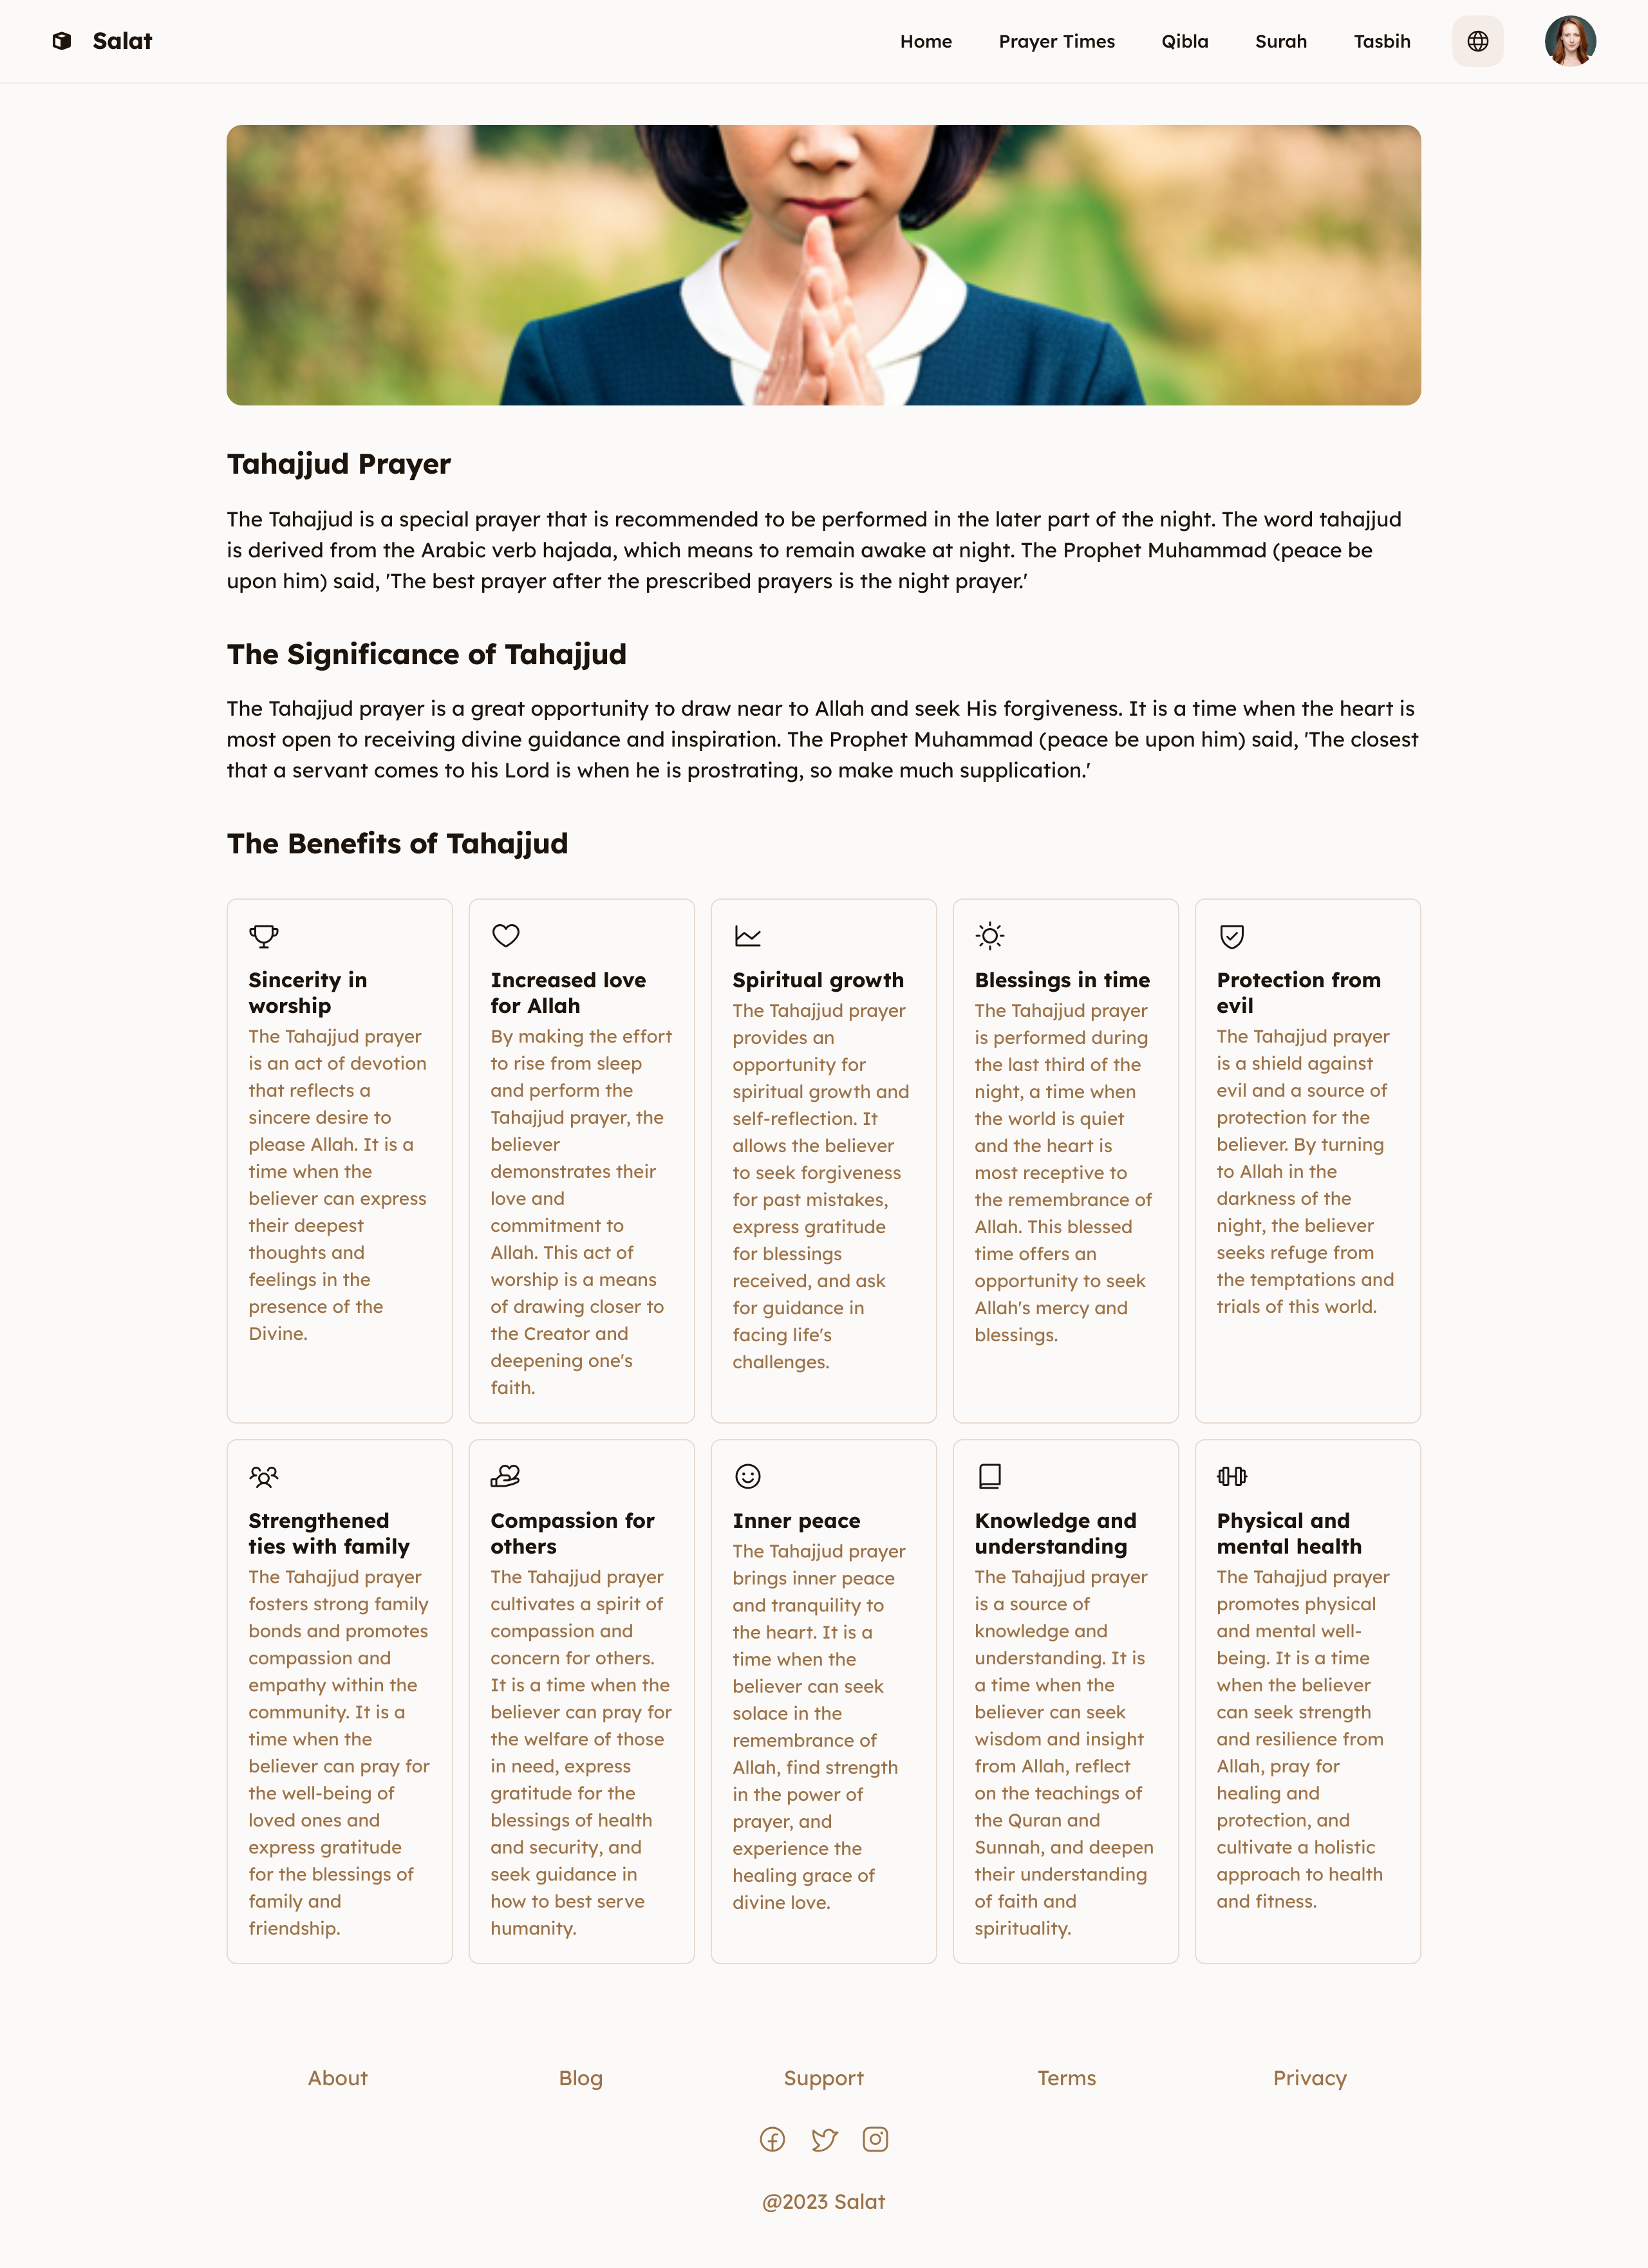 Salat
Home
Prayer Times
Qibla
Surah
Tasbih
Tahajjud Prayer
The Tahajjud is a special prayer that is recommended to be performed in the later part of the night. The word tahajjud
is derived from the Arabic verb hajada, which means to remain awake at night. The Prophet Muhammad (peace be
upon him) said, 'The best prayer after the prescribed prayers is the night prayer.'
The Significance of Tahajjud
The Tahajjud prayer is a great opportunity to draw near to Allah and seek His forgiveness. It is a time when the heart is
most open to receiving divine guidance and inspiration. The Prophet Muhammad (peace be upon him) said, 'The closest
that a servant comes to his Lord is when he is prostrating, so make much supplication.'
The Benefits of Tahajjud
Sincerity in
worship
The Tahajjud prayer
is an act of devotion
that reflects a
sincere desire to
please Allah. It is a
time when the
believer can express
their deepest
thoughts and
feelings in the
presence of the
Divine.
Increased love
for Allah
By making the effort
to rise from sleep
and perform the
Tahajjud prayer, the
believer
demonstrates their
love and
commitment to
Allah. This act of
worship is a means
of drawing closer to
the Creator and
deepening one's
faith.
Spiritual growth
The Tahajjud prayer
provides an
opportunity for
spiritual growth and
self-reflection. It
allows the believer
to seek forgiveness
for past mistakes,
express gratitude
for blessings
received, and ask
for guidance in
facing life's
challenges.
Blessings in time
The Tahajjud prayer
is performed during
the last third of the
night, a time when
the world is quiet
and the heart is
most receptive to
the remembrance of
Allah. This blessed
time offers an
opportunity to seek
Allah's mercy and
blessings.
Protection from
evil
The Tahajjud prayer
is a shield against
evil and a source of
protection for the
believer. By turning
to Allah in the
darkness of the
night, the believer
seeks refuge from
the temptations and
trials of this world.
Strengthened
ties with family
The Tahajjud prayer
fosters strong family
bonds and promotes
compassion and
empathy within the
community. It is a
time when the
believer can pray for
the well-being of
loved ones and
express gratitude
for the blessings of
family and
friendship.
Compassion for
others
The Tahajjud prayer
cultivates a spirit of
compassion and
concern for others.
It is a time when the
believer can pray for
the welfare of those
in need, express
gratitude for the
blessings of health
and security, and
seek guidance in
how to best serve
humanity.
Inner peace
The Tahajjud prayer
brings inner peace
and tranquility to
the heart. It is a
time when the
believer can seek
solace in the
remembrance of
Allah, find strength
in the power of
prayer, and
experience the
healing grace of
divine love.
Knowledge and
understanding
The Tahajjud prayer
is a source of
knowledge and
understanding. It is
a time when the
believer can seek
wisdom and insight
from Allah, reflect
on the teachings of
the Quran and
Sunnah, and deepen
their understanding
of faith and
spirituality.
Physical and
mental health
The Tahajjud prayer
promotes physical
and mental well-
being. It is a time
when the believer
can seek strength
and resilience from
Allah, pray for
healing and
protection, and
cultivate a holistic
approach to health
and fitness.
About
Blog
Support
Terms
Privacy
@2023 Salat